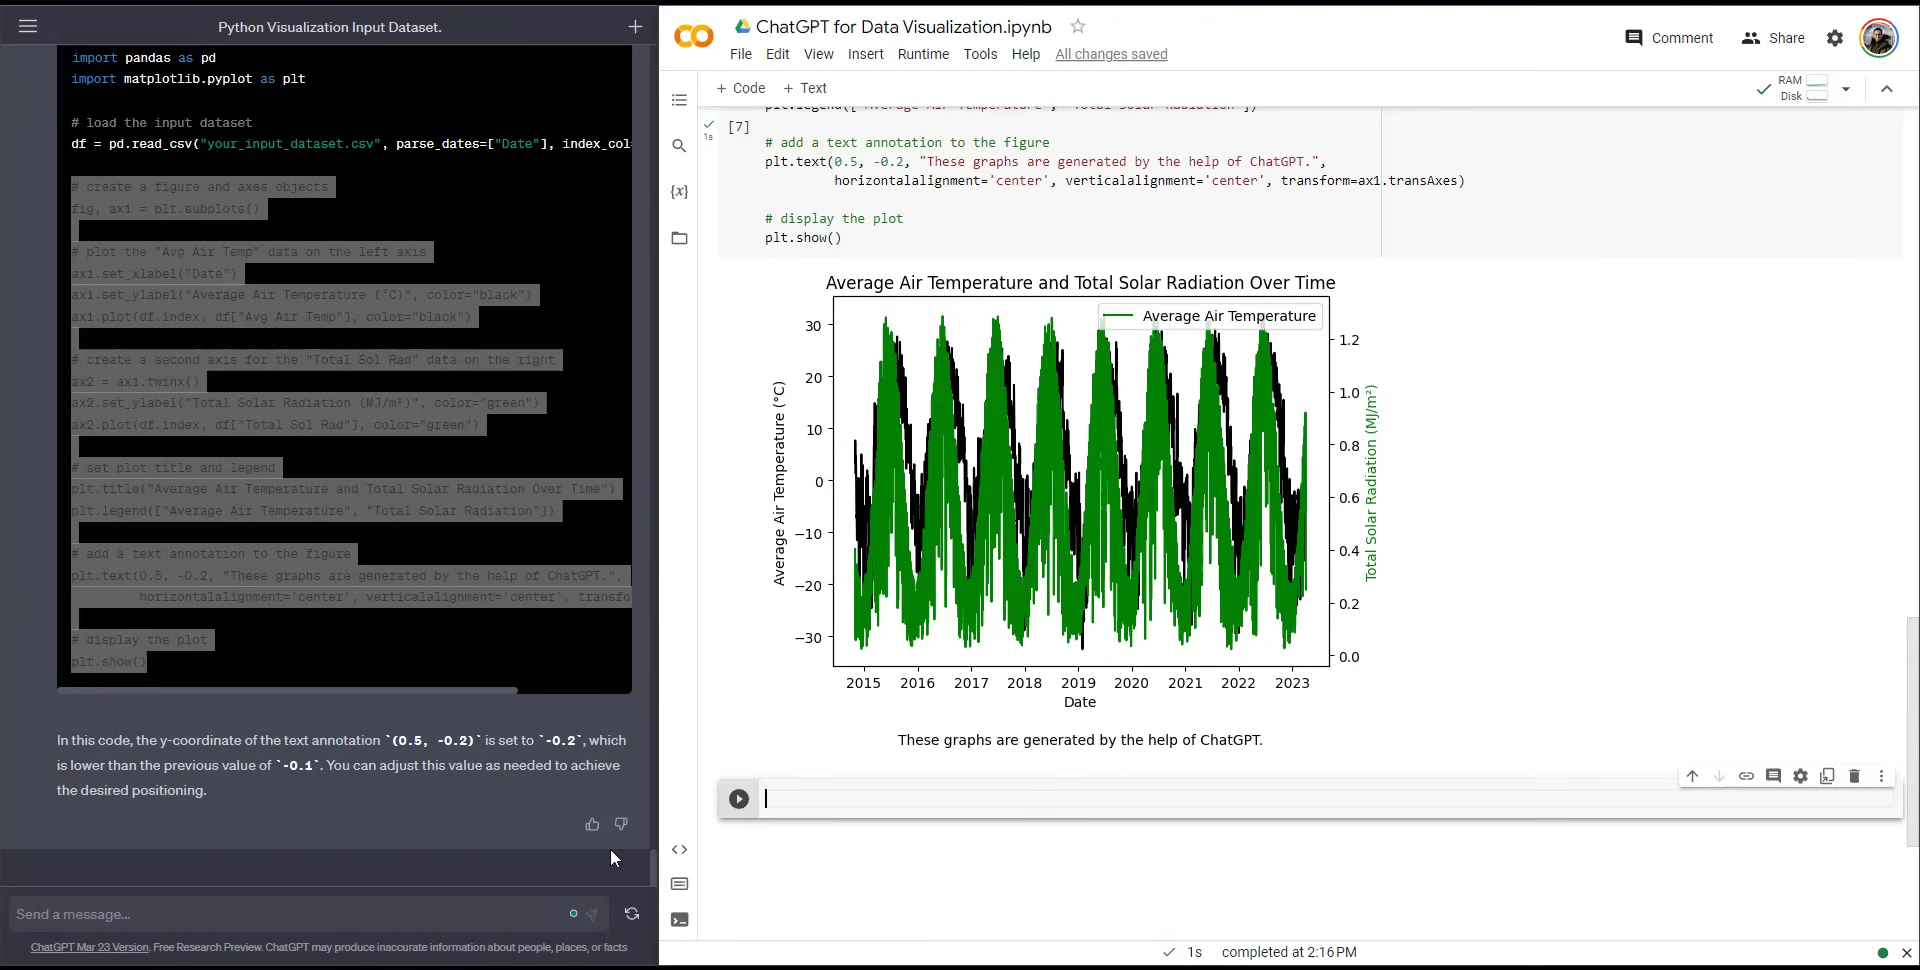 Python Visualization Input Dataset.
import pandas as pd
import matplotlib.pyplot as plt
# load the input dataset
df = pd.read_csv("your_input_dataset.csv", parse_dates=["Date"], index_col=
# create a figure and axes objects
fig, ax1 = plt.subplots()
# plot the "Avg Air Temp" data on the left axis
ax1.set_xlabel("Date")
ax1.set_ylabel("Average Air Temperature (°C)", color="black")
ax1.plot(df.index, df["Avg Air Temp"], color="black")
# create a second axis for the "Total Sol Rad" data on the right
ax2 = ax1.twinx()
ax2.set_ylabel("Total Solar Radiation (MJ/m²)", color="green")
ax2.plot(df.index, df["Total Sol Rad"], color="green")
# set plot title and legend
plt.title("Average Air Temperature and Total Solar Radiation Over Time")
plt.legend(["Average Air Temperature", "Total Solar Radiation"])
# add a text annotation to the figure
plt.text(0.5, -0.2, "These graphs are generated by the help of ChatGPT.",
horizontalalignment='center', verticalalignment='center', transfo
# display the plot
plt.show()
In this code, the y-coordinate of the text annotation `(0.5, -0.2)` is set to `-0.2`, which
is lower than the previous value of `-0.1`. You can adjust this value as needed to achieve
the desired positioning.
Send a message...
ChatGPT Mar 23 Version. Free Research Preview. ChatGPT may produce inaccurate information about people, places, or facts
ChatGPT for Data Visualization.ipynb
File Edit View Insert Runtime Tools Help All changes saved
Comment Share
+ Code + Text
RAM
Disk
plt.legend(["Average Air Temperature", "Total Solar Radiation"])
[7]
1s
# add a text annotation to the figure
plt.text(0.5, -0.2, "These graphs are generated by the help of ChatGPT.",
horizontalalignment='center', verticalalignment='center', transform=ax1.transAxes)
# display the plot
plt.show()
Average Air Temperature and Total Solar Radiation Over Time
Average Air Temperature
30
20
10
0
−10
−20
−30
Average Air Temperature (°C)
1.2
1.0
0.8
0.6
0.4
0.2
0.0
Total Solar Radiation (MJ/m²)
2015 2016 2017 2018 2019 2020 2021 2022 2023
Date
These graphs are generated by the help of ChatGPT.
{x}
1s completed at 2:16 PM